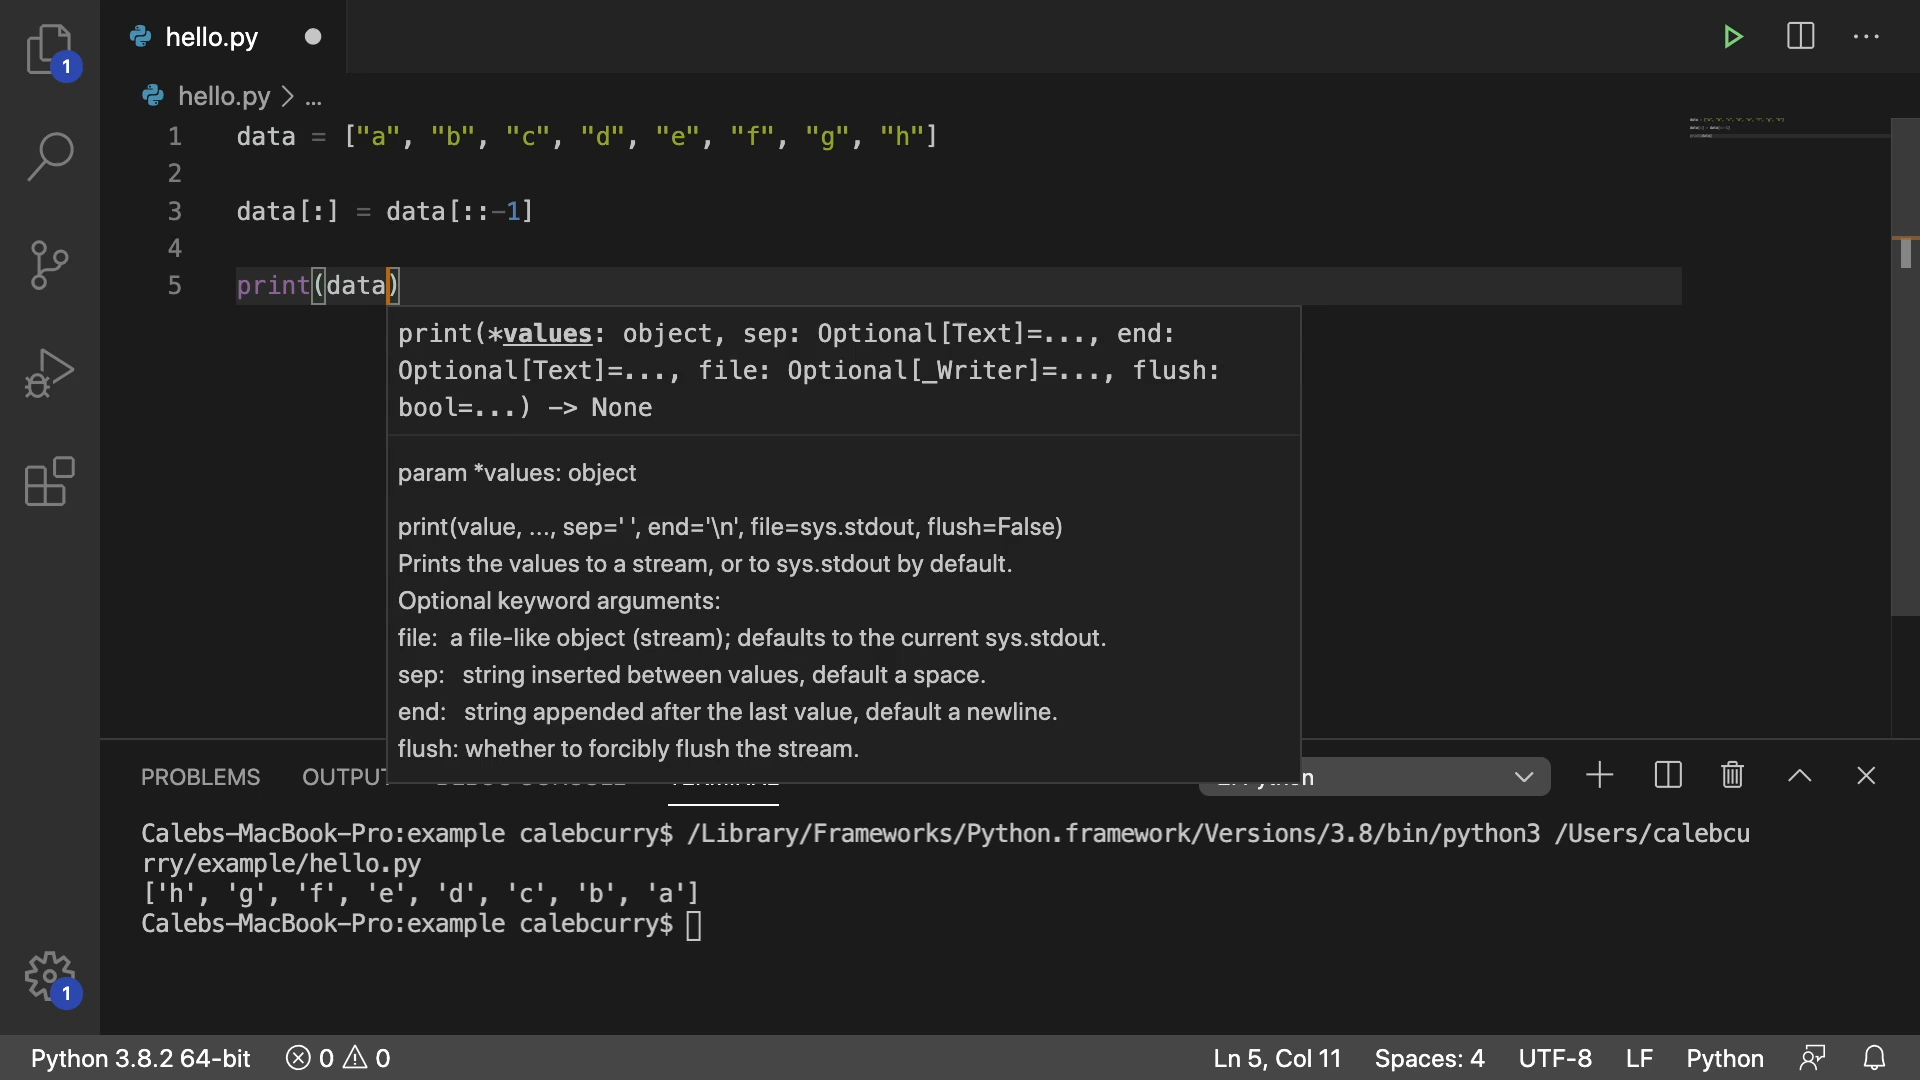 1
hello.py
hello.py > ...
1 data = ["a", "b", "c", "d", "e", "f", "g", "h"]
2
3 data[:] = data[::-1]
4
5 print(data)
print(*values: object, sep: Optional[Text]=..., end:
Optional[Text]=..., file: Optional[_Writer]=..., flush:
bool=...) -> None
param *values: object
print(value, ..., sep=' ', end='\n', file=sys.stdout, flush=False)
Prints the values to a stream, or to sys.stdout by default.
Optional keyword arguments:
file:  a file-like object (stream); defaults to the current sys.stdout.
sep:   string inserted between values, default a space.
end:   string appended after the last value, default a newline.
flush: whether to forcibly flush the stream.
PROBLEMS OUTPUT
Calebs-MacBook-Pro:example calebcurry$ /Library/Frameworks/Python.framework/Versions/3.8/bin/python3 /Users/calebcu
rry/example/hello.py
['h', 'g', 'f', 'e', 'd', 'c', 'b', 'a']
Calebs-MacBook-Pro:example calebcurry$
1
Python 3.8.2 64-bit 0 0 Ln 5, Col 11 Spaces: 4 UTF-8 LF Python